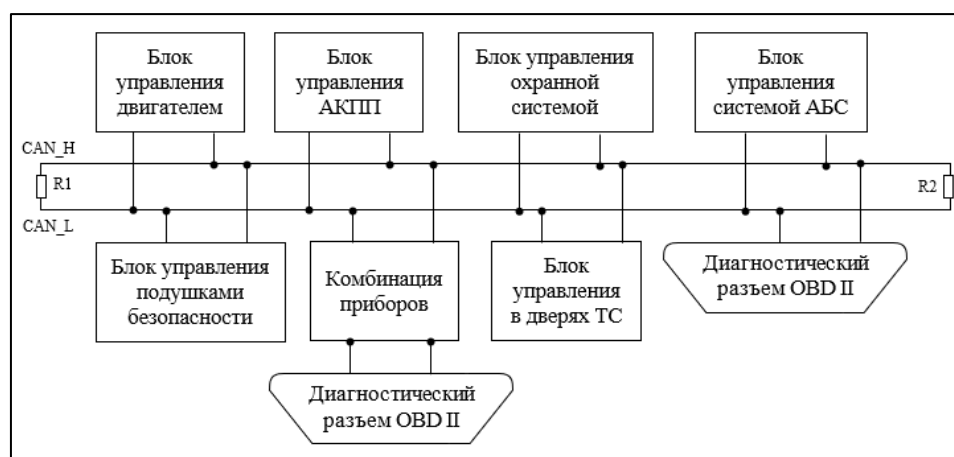 Блок
управления
двигателем
Блок
управления
АКПП
Блок управления
охранной
системой
Блок
управления
системой АБС
CAN_H
R1
R2
CAN_L
Блок управления
подушками
безопасности
Комбинация
приборов
Блок
управления
в дверях ТС
Диагностический
разъем OBD II
Диагностический
разъем OBD II